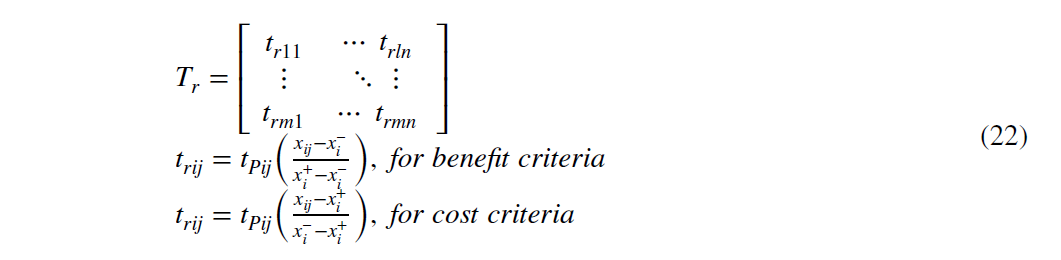 T_r = [ t_{r11} ⋯ t_{rln}
⋮ ⋱ ⋮
t_{rm1} ⋯ t_{rmn} ]
t_{rij} = t_{Pij} ( (x_{ij} − x_i^−) / (x_i^+ − x_i^−) ), for benefit criteria
(22)
t_{rij} = t_{Pij} ( (x_{ij} − x_i^+) / (x_i^− − x_i^+) ), for cost criteria